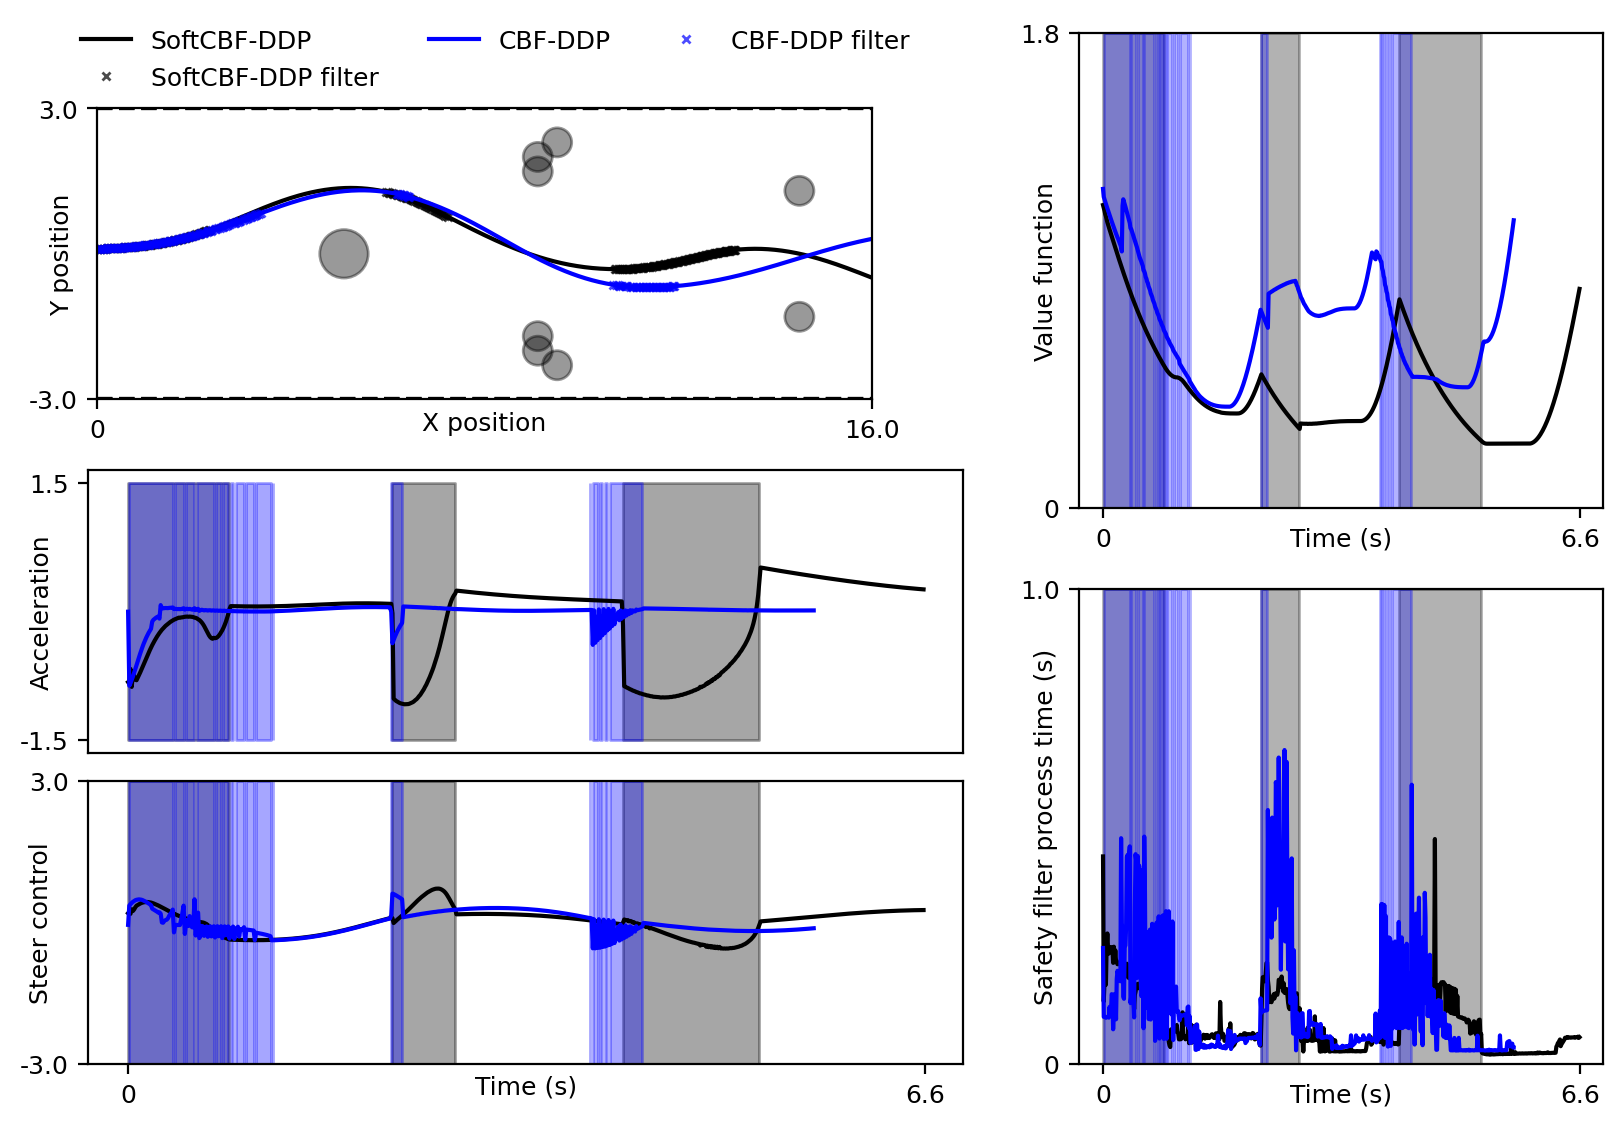 SoftCBF-DDP
CBF-DDP
CBF-DDP filter
SoftCBF-DDP filter
3.0
Y position
-3.0
0
X position
16.0
1.5
Acceleration
-1.5
3.0
Steer control
-3.0
0
Time (s)
6.6
1.8
Value function
0
0
Time (s)
6.6
1.0
Safety filter process time (s)
0
0
Time (s)
6.6